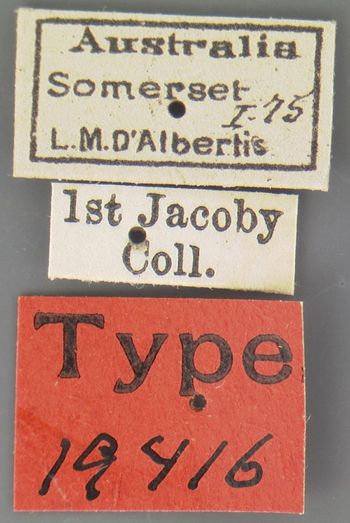 Australia
Somerset
I-75
L.M.D'Albertis
1st Jacoby
Coll.
Type
19416